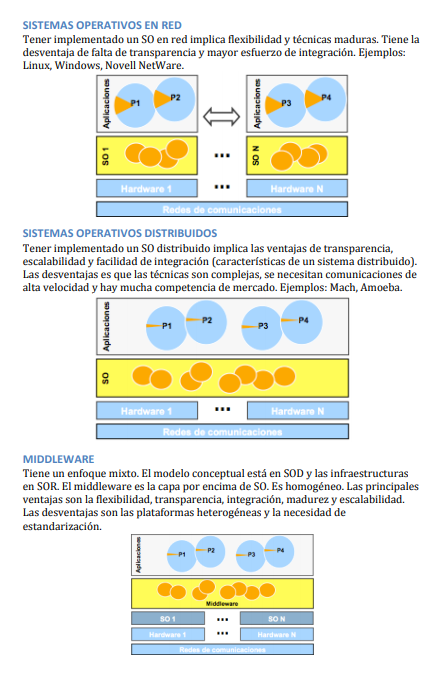 SISTEMAS OPERATIVOS EN RED
Tener implementado un SO en red implica flexibilidad y técnicas maduras. Tiene la
desventaja de falta de transparencia y mayor esfuerzo de integración. Ejemplos:
Linux, Windows, Novell NetWare.
Aplicaciones
P1
P2
Aplicaciones
P3
P4
SO 1
...
SO N
Hardware 1
...
Hardware N
Redes de comunicaciones
SISTEMAS OPERATIVOS DISTRIBUIDOS
Tener implementado un SO distribuido implica las ventajas de transparencia,
escalabilidad y facilidad de integración (características de un sistema distribuido).
Las desventajas es que las técnicas son complejas, se necesitan comunicaciones de
alta velocidad y hay mucha competencia de mercado. Ejemplos: Mach, Amoeba.
Aplicaciones
P1
P2
P3
P4
SO
Hardware 1
...
Hardware N
Redes de comunicaciones
MIDDLEWARE
Tiene un enfoque mixto. El modelo conceptual está en SOD y las infraestructuras
en SOR. El middleware es la capa por encima de SO. Es homogéneo. Las principales
ventajas son la flexibilidad, transparencia, integración, madurez y escalabilidad.
Las desventajas son las plataformas heterogéneas y la necesidad de
estandarización.
Aplicaciones
P1
P2
P3
P4
Middleware
SO 1
...
SO N
Hardware 1
...
Hardware N
Redes de comunicaciones